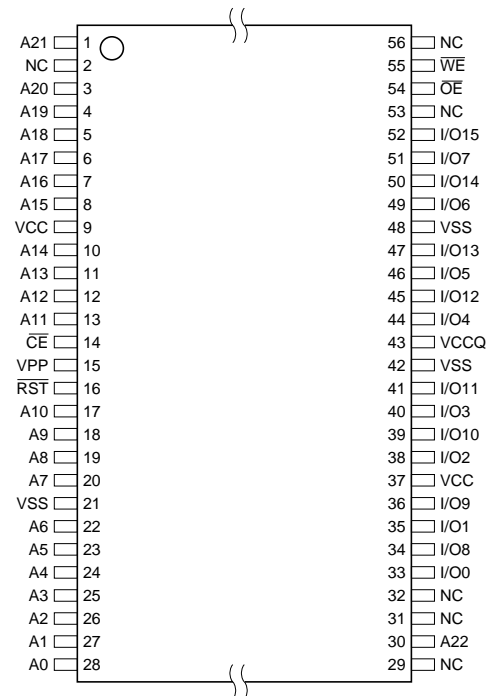 A21 1 56 NC
NC 2 55 W̅E̅
A20 3 54 O̅E̅
A19 4 53 NC
A18 5 52 I/O15
A17 6 51 I/O7
A16 7 50 I/O14
A15 8 49 I/O6
VCC 9 48 VSS
A14 10 47 I/O13
A13 11 46 I/O5
A12 12 45 I/O12
A11 13 44 I/O4
C̅E̅ 14 43 VCCQ
VPP 15 42 VSS
R̅S̅T̅ 16 41 I/O11
A10 17 40 I/O3
A9 18 39 I/O10
A8 19 38 I/O2
A7 20 37 VCC
VSS 21 36 I/O9
A6 22 35 I/O1
A5 23 34 I/O8
A4 24 33 I/O0
A3 25 32 NC
A2 26 31 NC
A1 27 30 A22
A0 28 29 NC